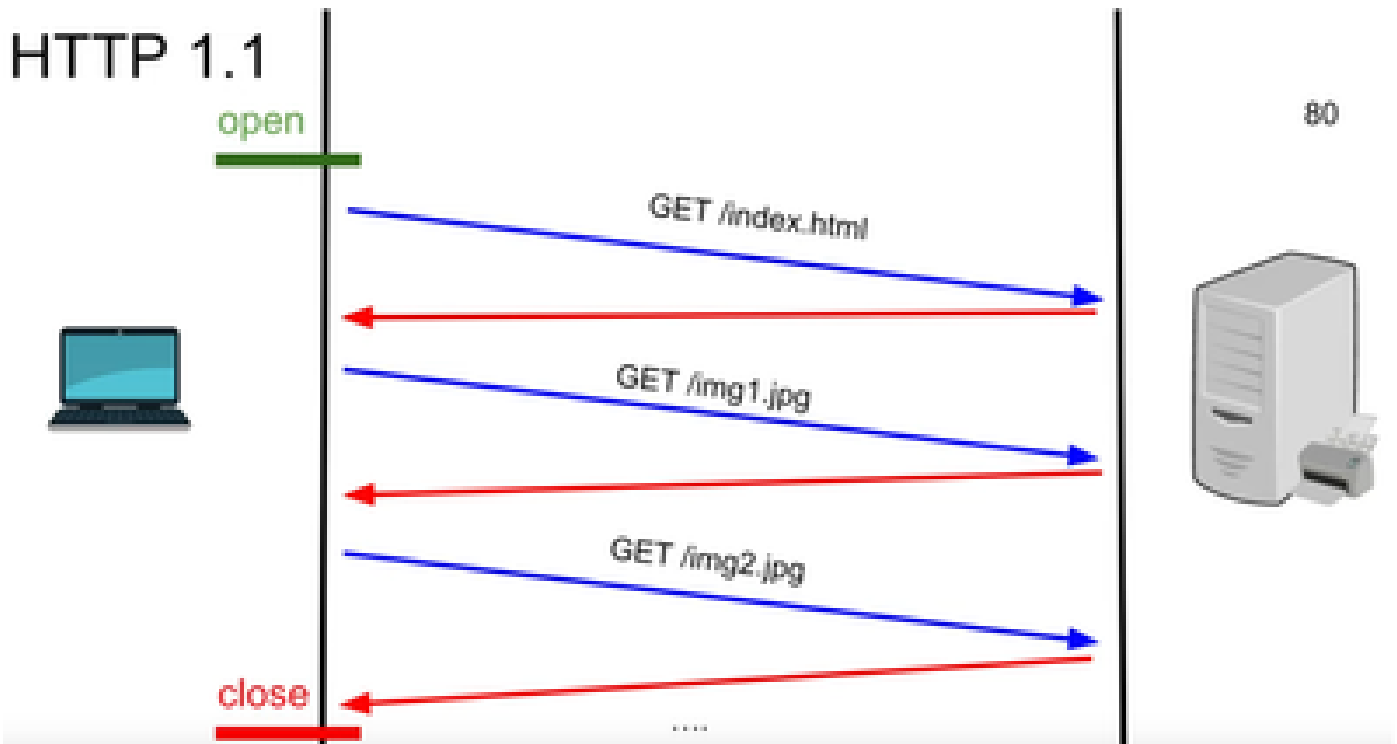 HTTP 1.1
open
80
GET /index.html
GET /img1.jpg
GET /img2.jpg
close
....